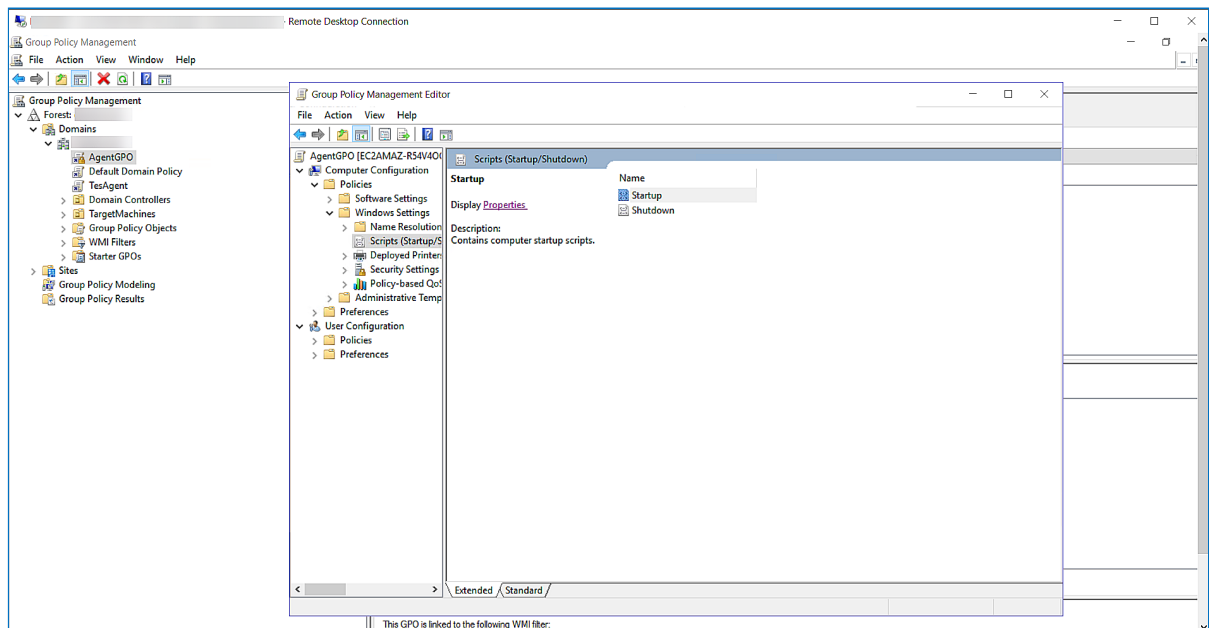 Remote Desktop Connection
Group Policy Management
File Action View Window Help
Group Policy Management
Forest:
Domains
AgentGPO
Default Domain Policy
TesAgent
Domain Controllers
TargetMachines
Group Policy Objects
WMI Filters
Starter GPOs
Sites
Group Policy Modeling
Group Policy Results
Group Policy Management Editor
File Action View Help
AgentGPO [EC2AMAZ-R54V4O
Computer Configuration
Policies
Software Settings
Windows Settings
Name Resolution
Scripts (Startup/S
Deployed Printer
Security Settings
Policy-based QoS
Administrative Temp
Preferences
User Configuration
Policies
Preferences
Scripts (Startup/Shutdown)
Startup
Display Properties
Description:
Contains computer startup scripts.
Name
Startup
Shutdown
Extended Standard
This GPO is linked to the following WMI filter: